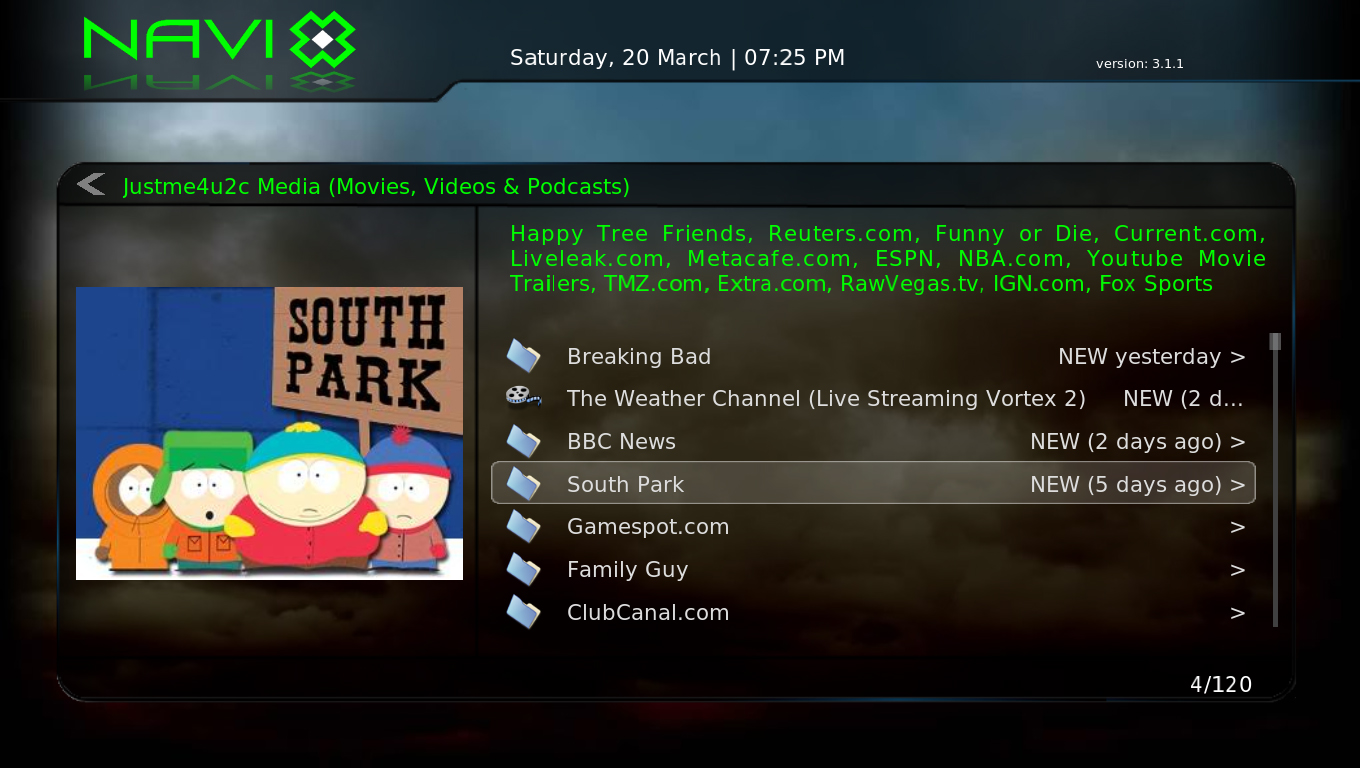 NAVI X
Saturday, 20 March | 07:25 PM
version: 3.1.1
Justme4u2c Media (Movies, Videos & Podcasts)
Happy Tree Friends, Reuters.com, Funny or Die, Current.com,
Liveleak.com, Metacafe.com, ESPN, NBA.com, Youtube Movie
Trailers, TMZ.com, Extra.com, RawVegas.tv, IGN.com, Fox Sports
SOUTH
PARK
Breaking Bad NEW yesterday >
The Weather Channel (Live Streaming Vortex 2) NEW (2 d...
BBC News NEW (2 days ago) >
South Park NEW (5 days ago) >
Gamespot.com >
Family Guy >
ClubCanal.com >
4/120